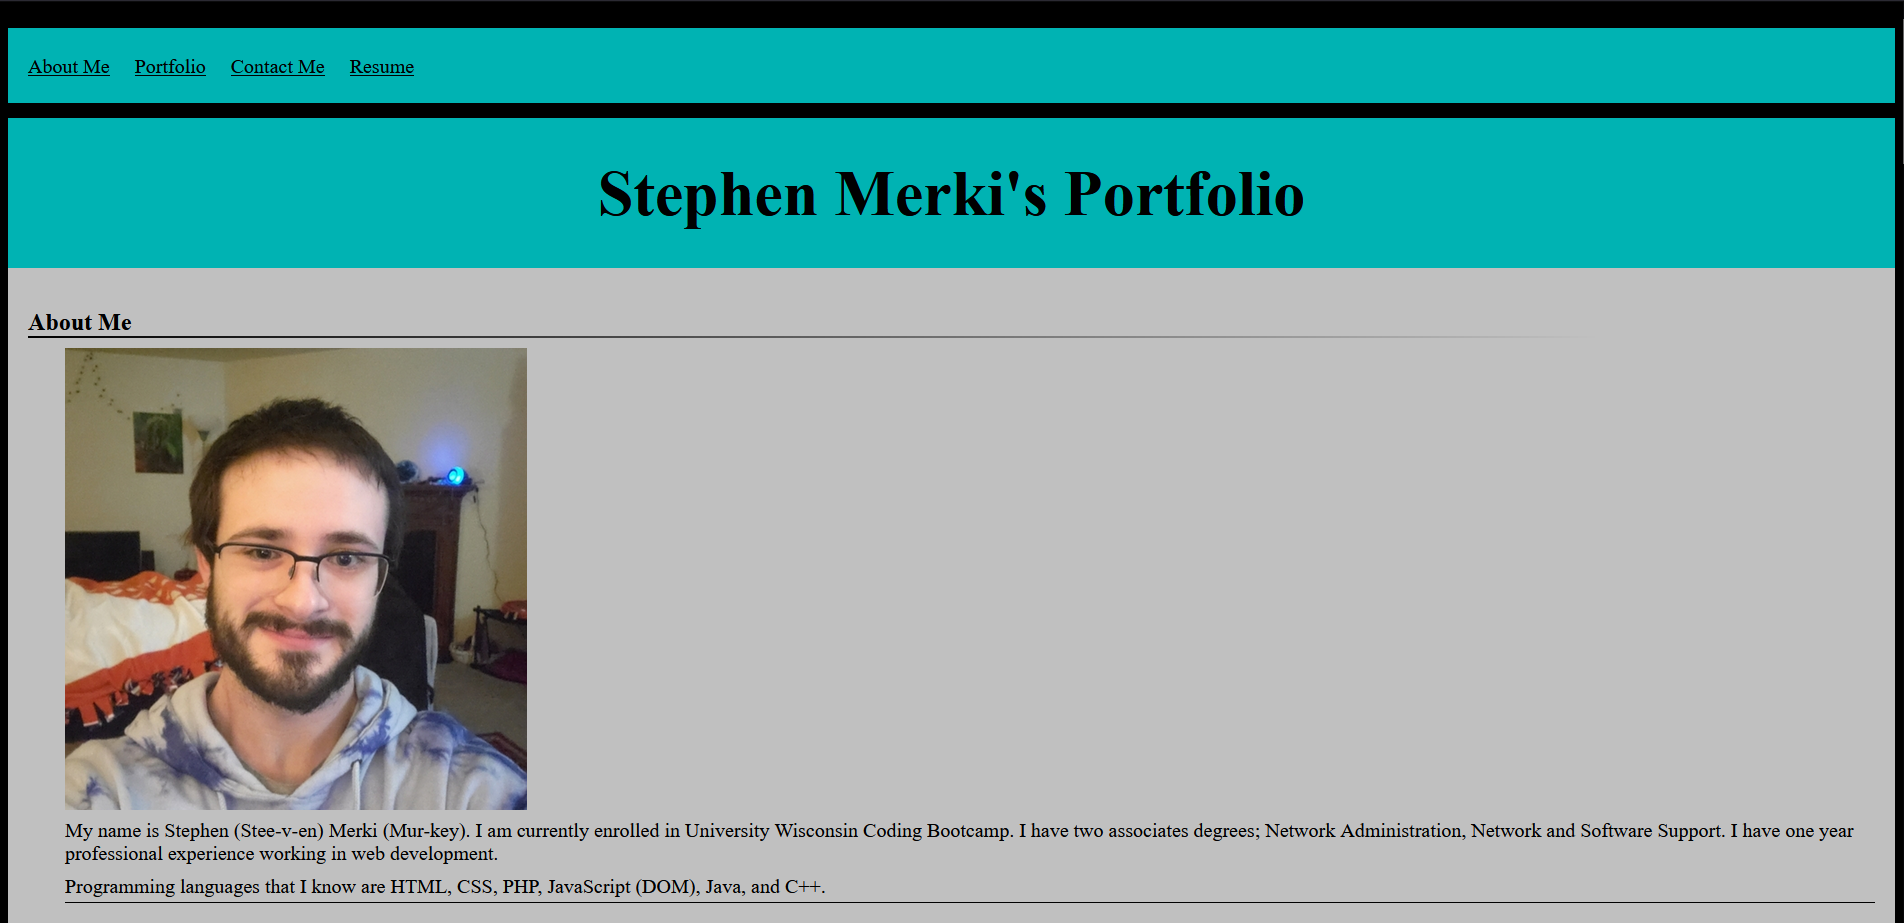 About Me Portfolio Contact Me Resume
Stephen Merki's Portfolio
About Me
My name is Stephen (Stee-v-en) Merki (Mur-key). I am currently enrolled in University Wisconsin Coding Bootcamp. I have two associates degrees; Network Administration, Network and Software Support. I have one year
professional experience working in web development.
Programming languages that I know are HTML, CSS, PHP, JavaScript (DOM), Java, and C++.